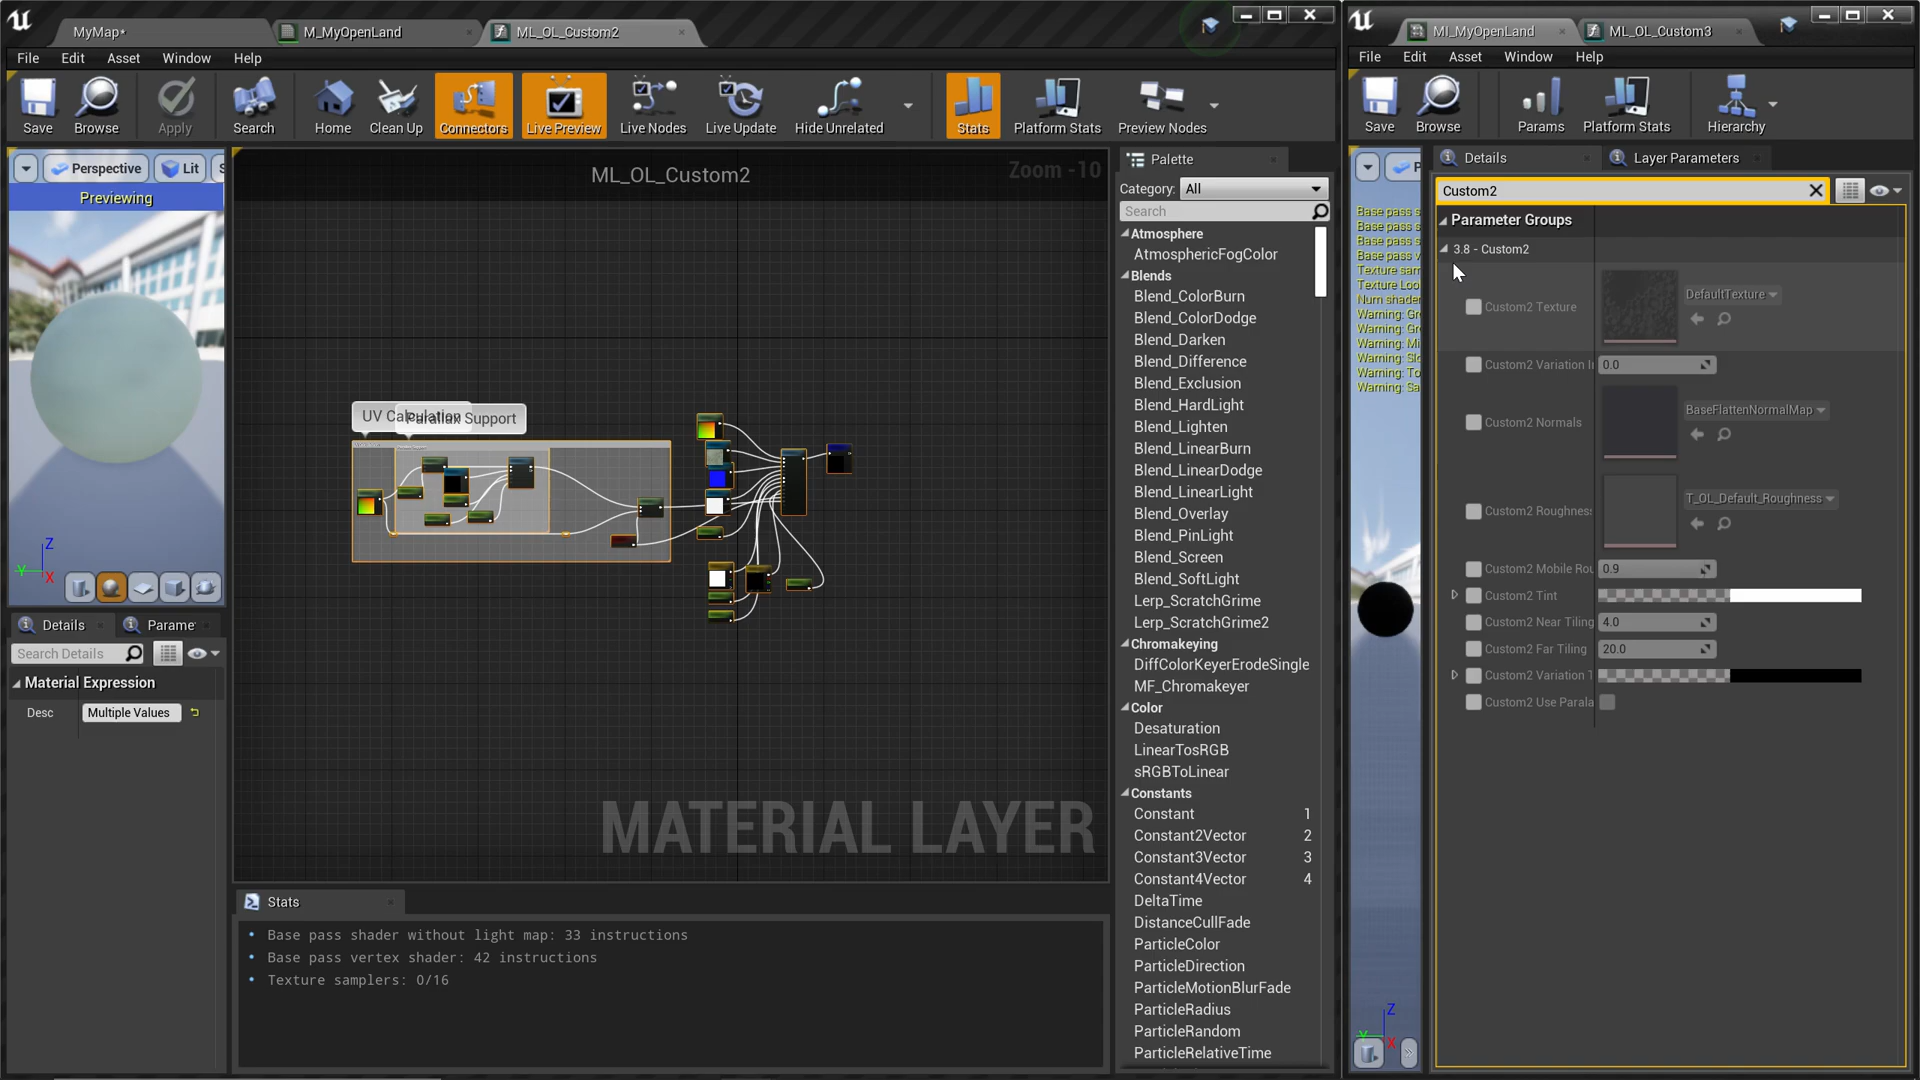 MyMap*
M_MyOpenLand
ML_OL_Custom2
MI_MyOpenLand
ML_OL_Custom3
File
Edit
Asset
Window
Help
File
Edit
Asset
Window
Help
Save
Browse
Apply
Search
Home
Clean Up
Connectors
Live Preview
Live Nodes
Live Update
Hide Unrelated
Stats
Platform Stats
Preview Nodes
Save
Browse
Params
Platform Stats
Hierarchy
Perspective
Lit
Previewing
ML_OL_Custom2
Zoom -10
UV Calculation
Parallax Support
MATERIAL LAYER
Z
Y
X
Details
Parame
Search Details
Material Expression
Desc
Multiple Values
Stats
Base pass shader without light map: 33 instructions
Base pass vertex shader: 42 instructions
Texture samplers: 0/16
Palette
Category:
All
Search
Atmosphere
AtmosphericFogColor
Blends
Blend_ColorBurn
Blend_ColorDodge
Blend_Darken
Blend_Difference
Blend_Exclusion
Blend_HardLight
Blend_Lighten
Blend_LinearBurn
Blend_LinearDodge
Blend_LinearLight
Blend_Overlay
Blend_PinLight
Blend_Screen
Blend_SoftLight
Lerp_ScratchGrime
Lerp_ScratchGrime2
Chromakeying
DiffColorKeyerErodeSingle
MF_Chromakeyer
Color
Desaturation
LinearTosRGB
sRGBToLinear
Constants
Constant 1
Constant2Vector 2
Constant3Vector 3
Constant4Vector 4
DeltaTime
DistanceCullFade
ParticleColor
ParticleDirection
ParticleMotionBlurFade
ParticleRadius
ParticleRandom
ParticleRelativeTime
P
Base pass s
Base pass s
Base pass s
Base pass v
Texture sam
Texture Loo
Num shader
Warning: Gr
Warning: Gr
Warning: Mi
Warning: Slo
Warning: To
Warning: Sa
Z
Y
X
Details
Layer Parameters
Custom2
Parameter Groups
3.8 - Custom2
Custom2 Texture
DefaultTexture
Custom2 Variation I
0.0
Custom2 Normals
BaseFlattenNormalMap
Custom2 Roughness
T_OL_Default_Roughness
Custom2 Mobile Rou
0.9
Custom2 Tint
Custom2 Near Tiling
4.0
Custom2 Far Tiling
20.0
Custom2 Variation T
Custom2 Use Parala